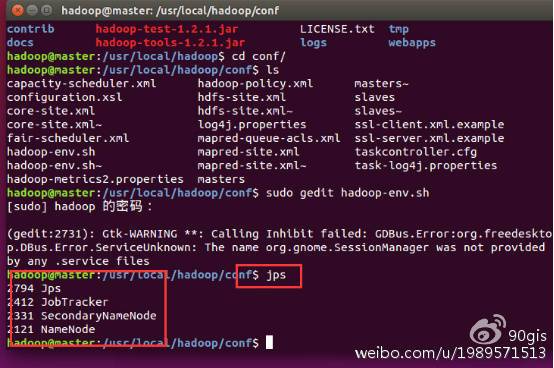 hadoop@master: /usr/local/hadoop/conf
contrib hadoop-test-1.2.1.jar LICENSE.txt tmp
docs hadoop-tools-1.2.1.jar logs webapps
hadoop@master:/usr/local/hadoop$ cd conf/
hadoop@master:/usr/local/hadoop/conf$ ls
capacity-scheduler.xml hadoop-policy.xml masters~
configuration.xsl hdfs-site.xml slaves
core-site.xml hdfs-site.xml~ slaves~
core-site.xml~ log4j.properties ssl-client.xml.example
fair-scheduler.xml mapred-queue-acls.xml ssl-server.xml.example
hadoop-env.sh mapred-site.xml taskcontroller.cfg
hadoop-env.sh~ mapred-site.xml~ task-log4j.properties
hadoop-metrics2.properties masters
hadoop@master:/usr/local/hadoop/conf$ sudo gedit hadoop-env.sh
[sudo] hadoop 的密码：
(gedit:2731): Gtk-WARNING **: Calling Inhibit failed: GDBus.Error:org.freedeskto
p.DBus.Error.ServiceUnknown: The name org.gnome.SessionManager was not provided
by any .service files
hadoop@master:/usr/local/hadoop/conf$ jps
2794 Jps
2412 JobTracker
2331 SecondaryNameNode
2121 NameNode
hadoop@master:/usr/local/hadoop/conf$
90gis
weibo.com/u/1989571513